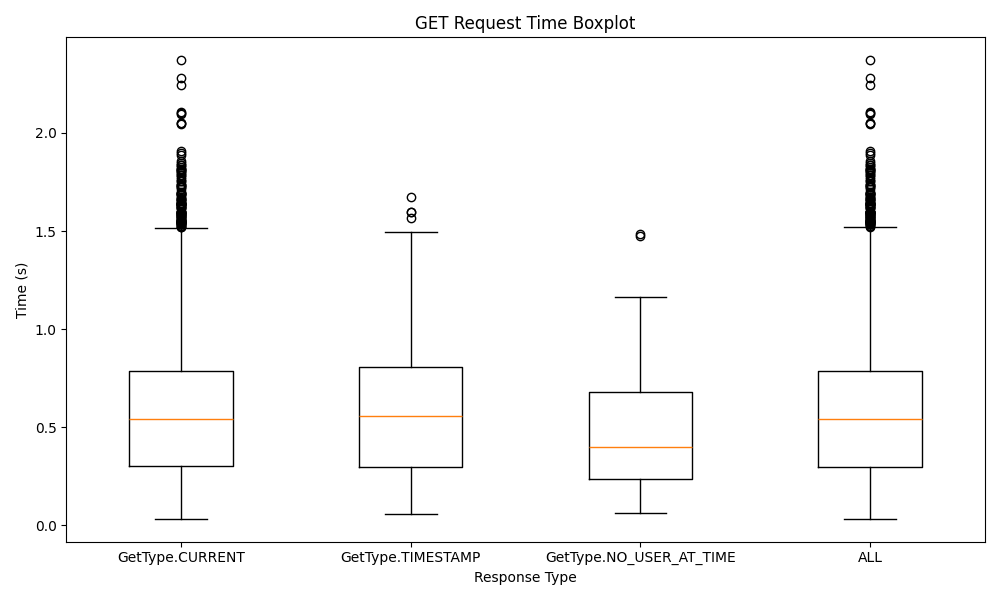 GET Request Time Boxplot
Time (s)
2.0
1.5
1.0
0.5
0.0
GetType.CURRENT GetType.TIMESTAMP GetType.NO_USER_AT_TIME ALL
Response Type